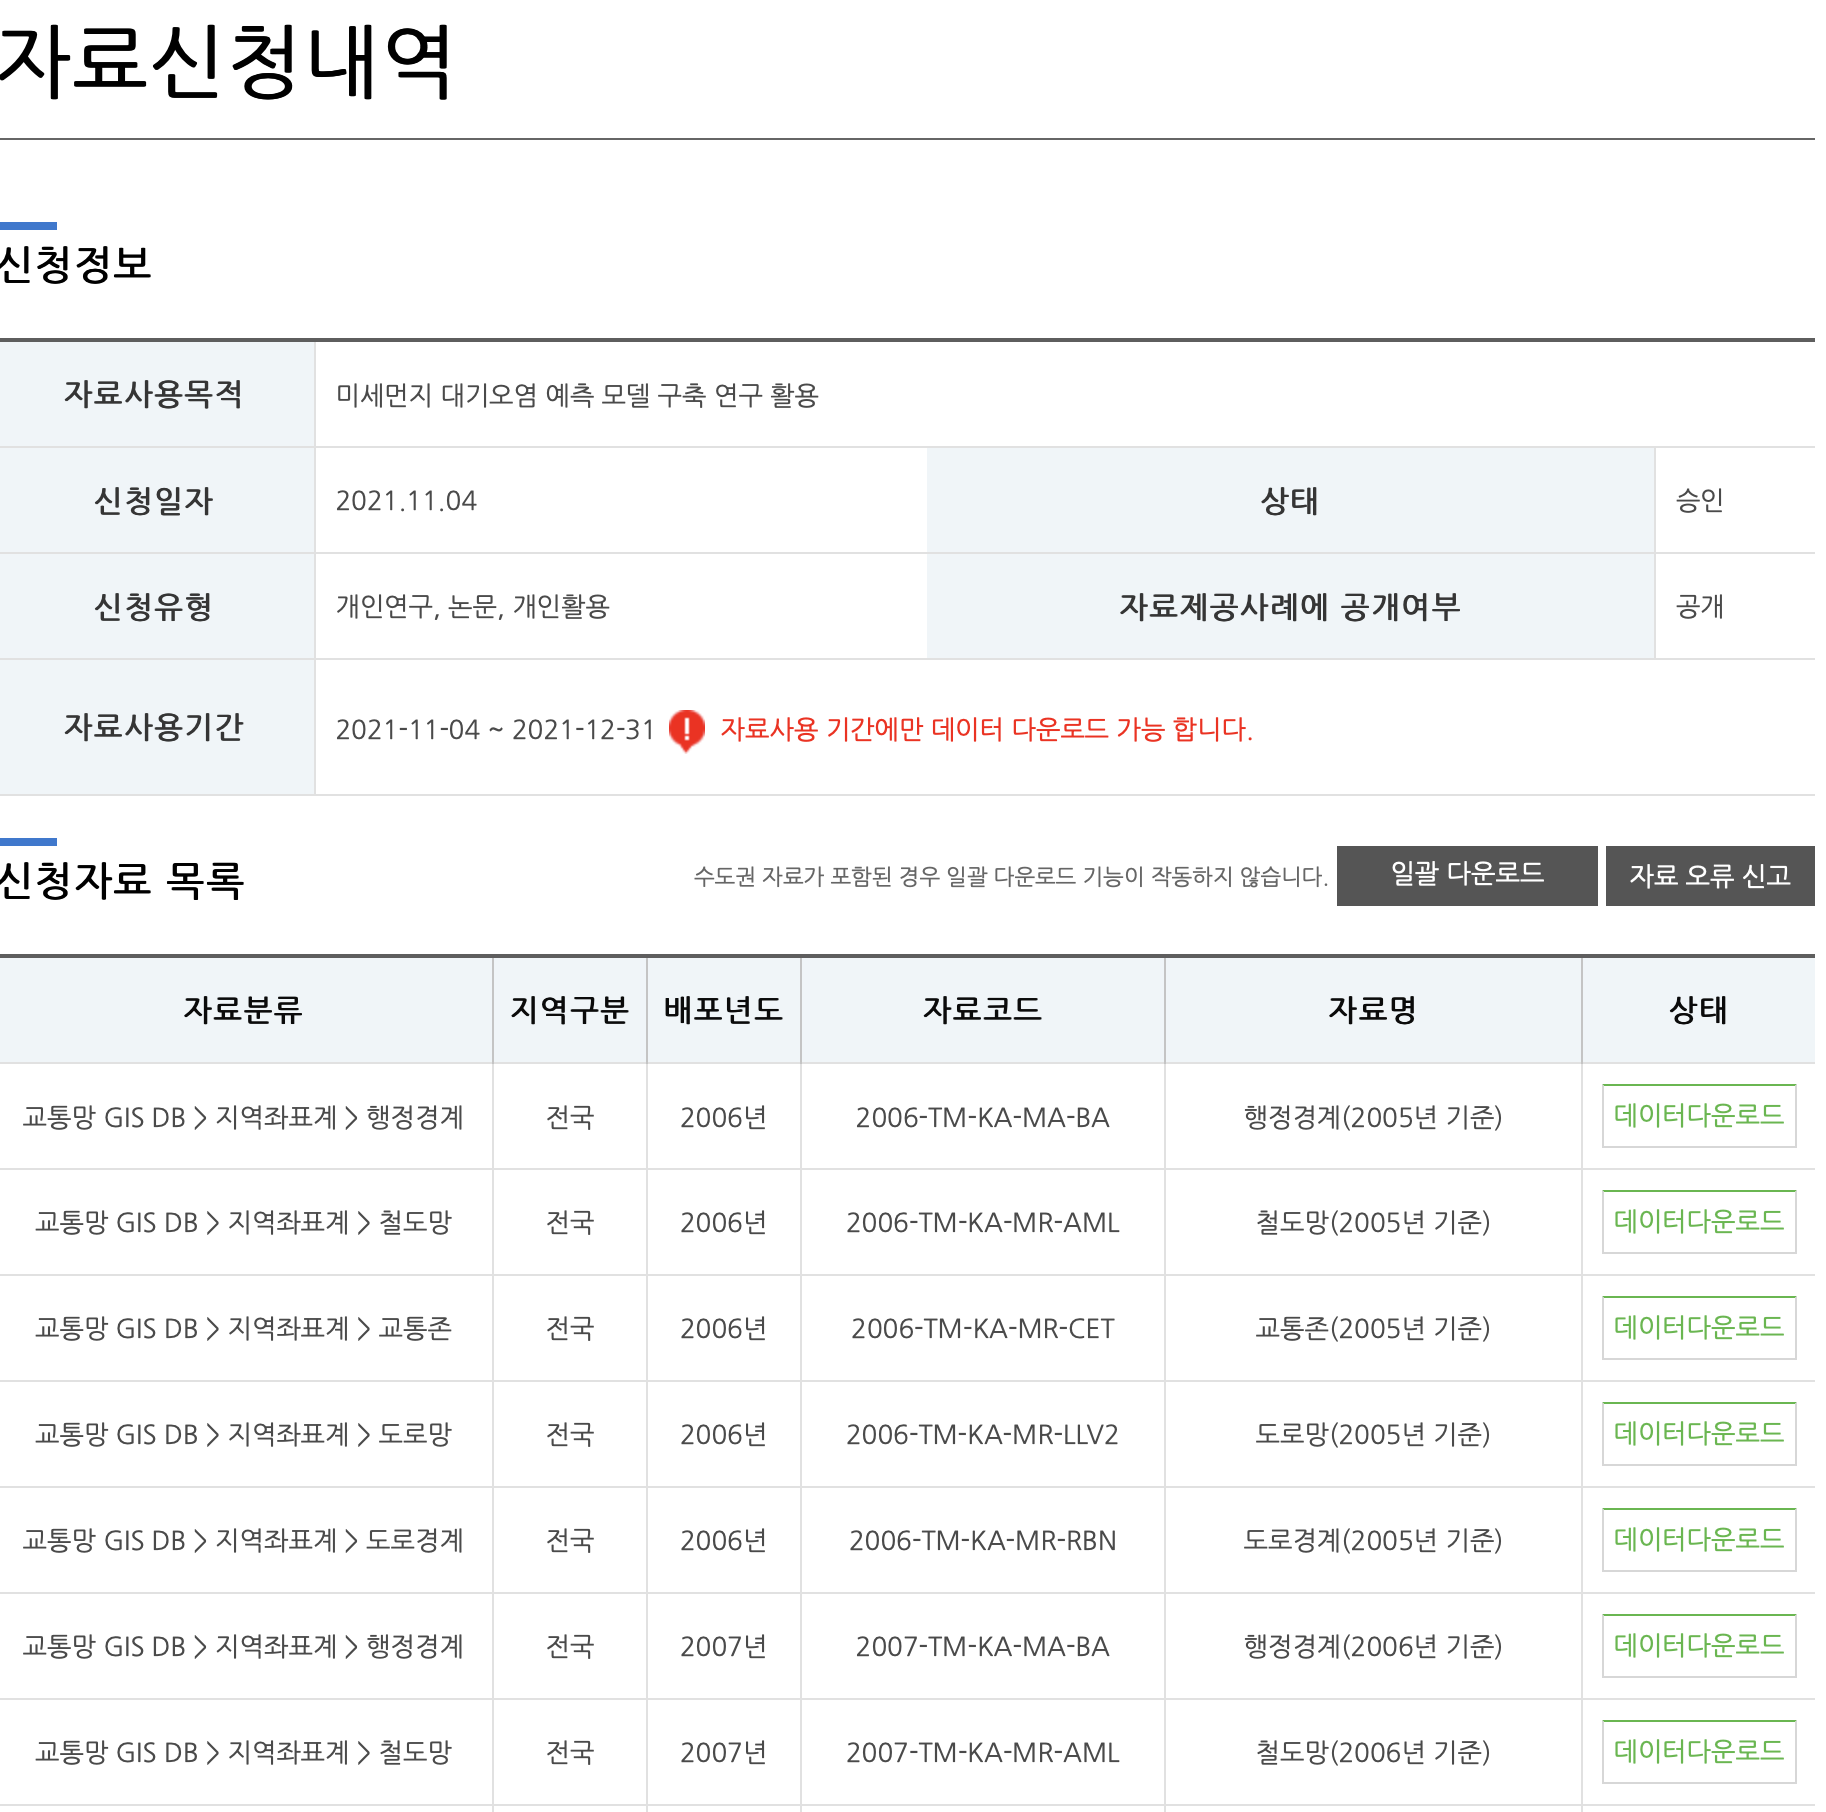 자료신청내역
신청정보
자료사용목적 미세먼지 대기오염 예측 모델 구축 연구 활용
신청일자 2021.11.04 상태 승인
신청유형 개인연구, 논문, 개인활용 자료제공사례에 공개여부 공개
자료사용기간 2021-11-04 ~ 2021-12-31 ! 자료사용 기간에만 데이터 다운로드 가능 합니다.
신청자료 목록 수도권 자료가 포함된 경우 일괄 다운로드 기능이 작동하지 않습니다. 일괄 다운로드 자료 오류 신고
자료분류 지역구분 배포년도 자료코드 자료명 상태
교통망 GIS DB > 지역좌표계 > 행정경계 전국 2006년 2006-TM-KA-MA-BA 행정경계(2005년 기준) 데이터다운로드
교통망 GIS DB > 지역좌표계 > 철도망 전국 2006년 2006-TM-KA-MR-AML 철도망(2005년 기준) 데이터다운로드
교통망 GIS DB > 지역좌표계 > 교통존 전국 2006년 2006-TM-KA-MR-CET 교통존(2005년 기준) 데이터다운로드
교통망 GIS DB > 지역좌표계 > 도로망 전국 2006년 2006-TM-KA-MR-LLV2 도로망(2005년 기준) 데이터다운로드
교통망 GIS DB > 지역좌표계 > 도로경계 전국 2006년 2006-TM-KA-MR-RBN 도로경계(2005년 기준) 데이터다운로드
교통망 GIS DB > 지역좌표계 > 행정경계 전국 2007년 2007-TM-KA-MA-BA 행정경계(2006년 기준) 데이터다운로드
교통망 GIS DB > 지역좌표계 > 철도망 전국 2007년 2007-TM-KA-MR-AML 철도망(2006년 기준) 데이터다운로드